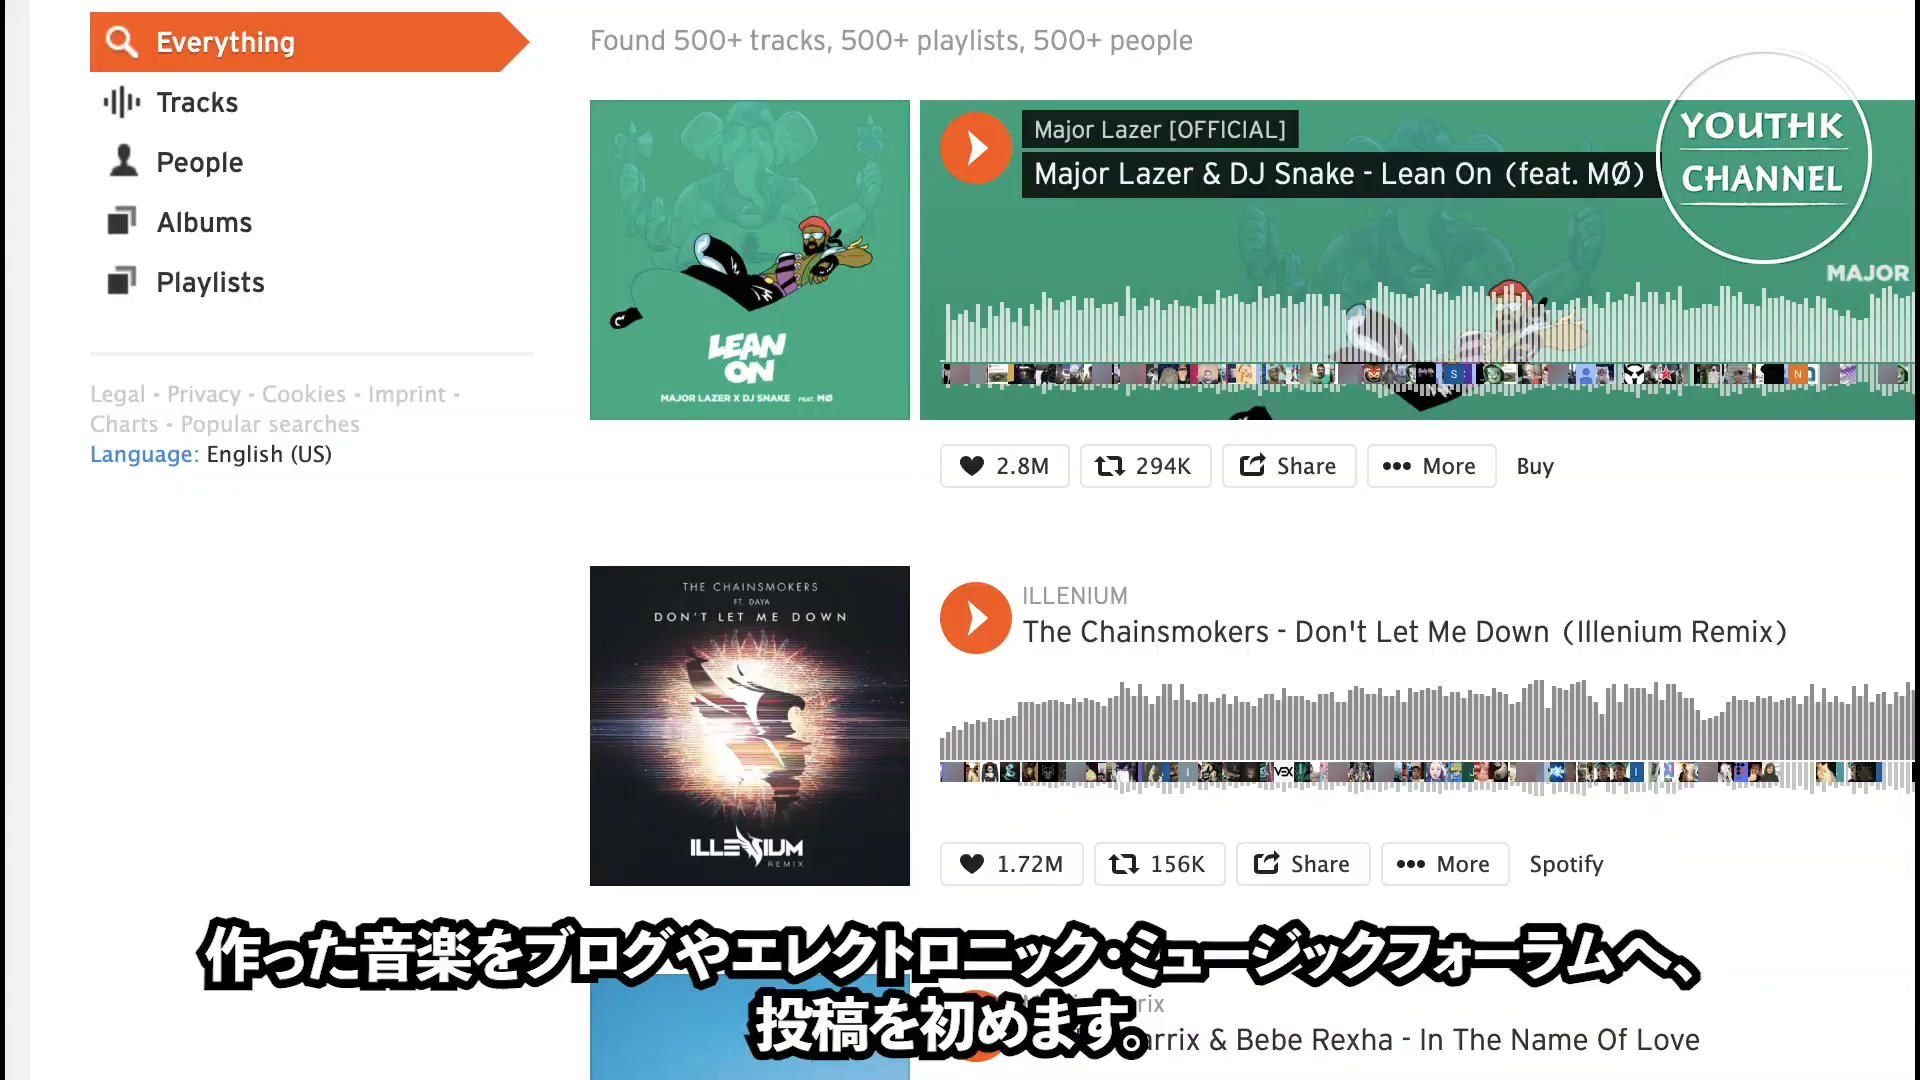 Everything
Tracks
People
Albums
Playlists
Legal - Privacy - Cookies - Imprint -
Charts - Popular searches
Language: English (US)
Found 500+ tracks, 500+ playlists, 500+ people
LEAN
ON
MAJOR LAZER X DJ SNAKE FEAT. MØ
Major Lazer [OFFICIAL]
Major Lazer & DJ Snake - Lean On (feat. MØ)
YOUTHK
CHANNEL
MAJOR
2.8M 294K Share More Buy
THE CHAINSMOKERS
FT. DAYA
DON'T LET ME DOWN
ILLENIUM
REMIX
ILLENIUM
The Chainsmokers - Don't Let Me Down (Illenium Remix)
1.72M 156K Share More Spotify
& Bebe Rexha - In The Name Of Love
作った音楽をブログやエレクトロニック・ミュージックフォーラムへ、
投稿を初めます。